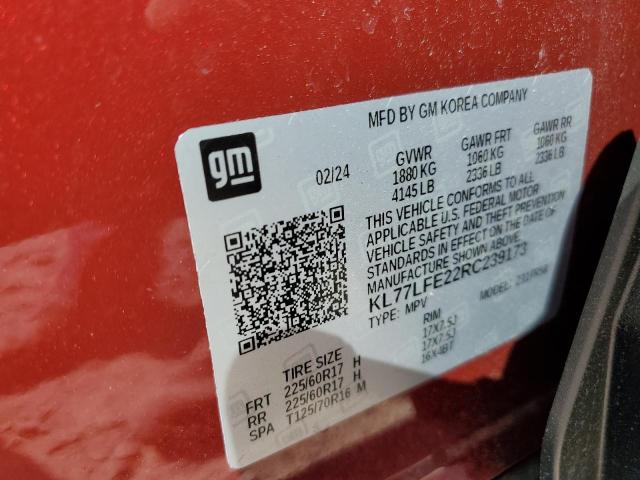 MFD BY GM KOREA COMPANY
gm
02/24
GVWR GAWR FRT GAWR RR
1880 KG 1060 KG 1060 KG
4145 LB 2336 LB 2336 LB
THIS VEHICLE CONFORMS TO ALL
APPLICABLE U.S. FEDERAL MOTOR
VEHICLE SAFETY AND THEFT PREVENTION
STANDARDS IN EFFECT ON THE DATE OF
MANUFACTURE SHOWN ABOVE.
KL77LFE22RC239173
TYPE: MPV MODEL:
TIRE SIZE RIM
FRT 225/60R17 H 17X7.5J
RR 225/60R17 H 17X7.5J
SPA T125/70R16 M 16X4BT